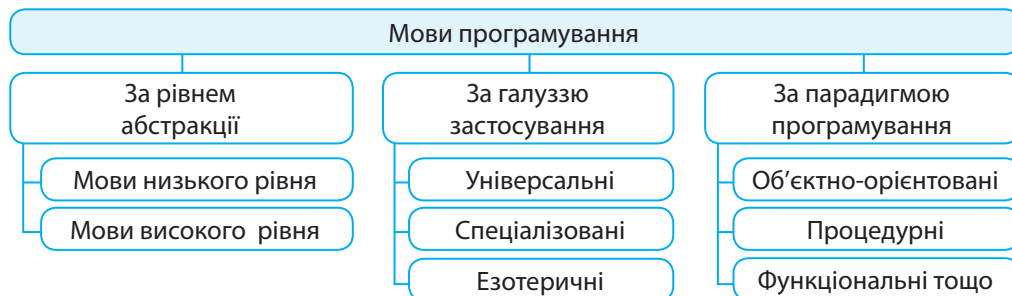 Мови програмування
За рівнем
абстракції
Мови низького рівня
Мови високого рівня
За галуззю
застосування
Універсальні
Спеціалізовані
Езотеричні
За парадигмою
програмування
Об’єктно-орієнтовані
Процедурні
Функціональні тощо